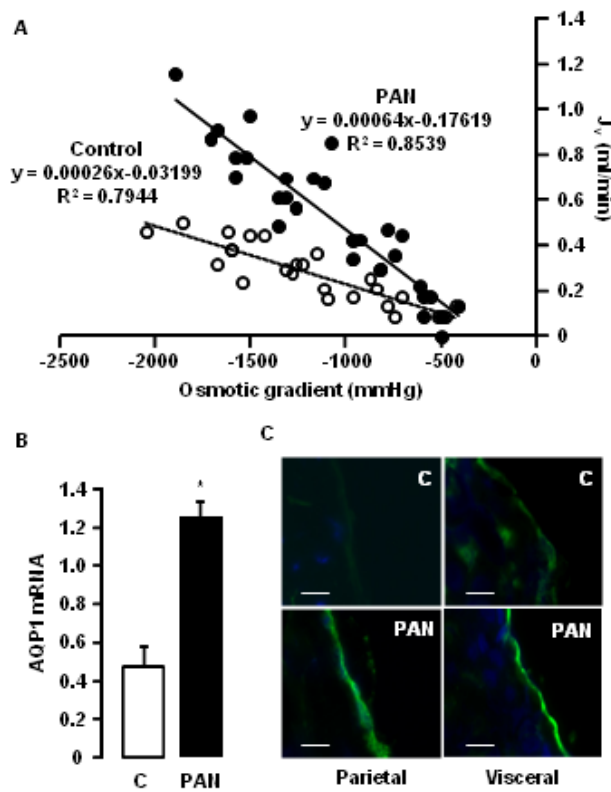 A
1.4
1.2
PAN
y = 0.00064x-0.17619
R² = 0.8539
1.0
Jᵥ (ml/min)
Control
y = 0.00026x-0.03199
R² = 0.7944
0.8
0.6
0.4
0.2
0
-2500 -2000 -1500 -1000 -500 0
Osmotic gradient (mmHg)
B
1.4
1.2
1.0
0.8
0.6
0.4
0.2
0
AQP1 mRNA
*
C PAN
C
C C
PAN PAN
Parietal Visceral